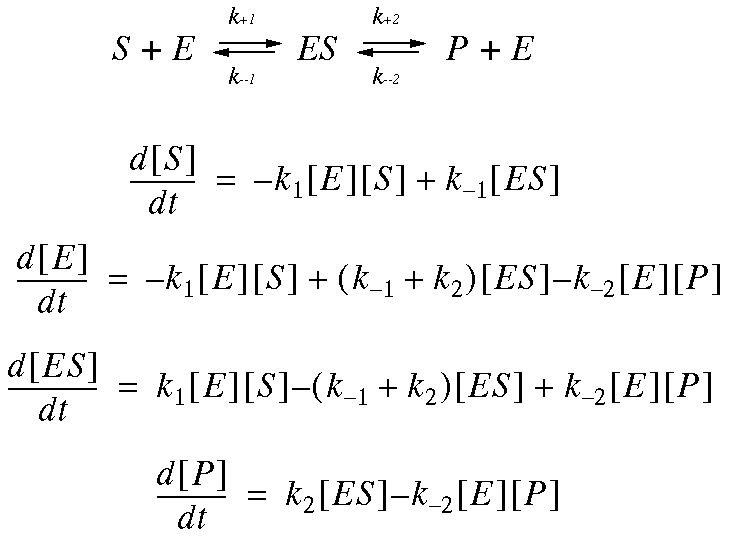 S + E ⇌ ES ⇌ P + E
k+1 k+2
k--1 k--2
d[S]/dt = –k₁[E][S] + k₋₁[ES]
d[E]/dt = –k₁[E][S] + (k₋₁ + k₂)[ES]–k₋₂[E][P]
d[ES]/dt = k₁[E][S]–(k₋₁ + k₂)[ES] + k₋₂[E][P]
d[P]/dt = k₂[ES]–k₋₂[E][P]